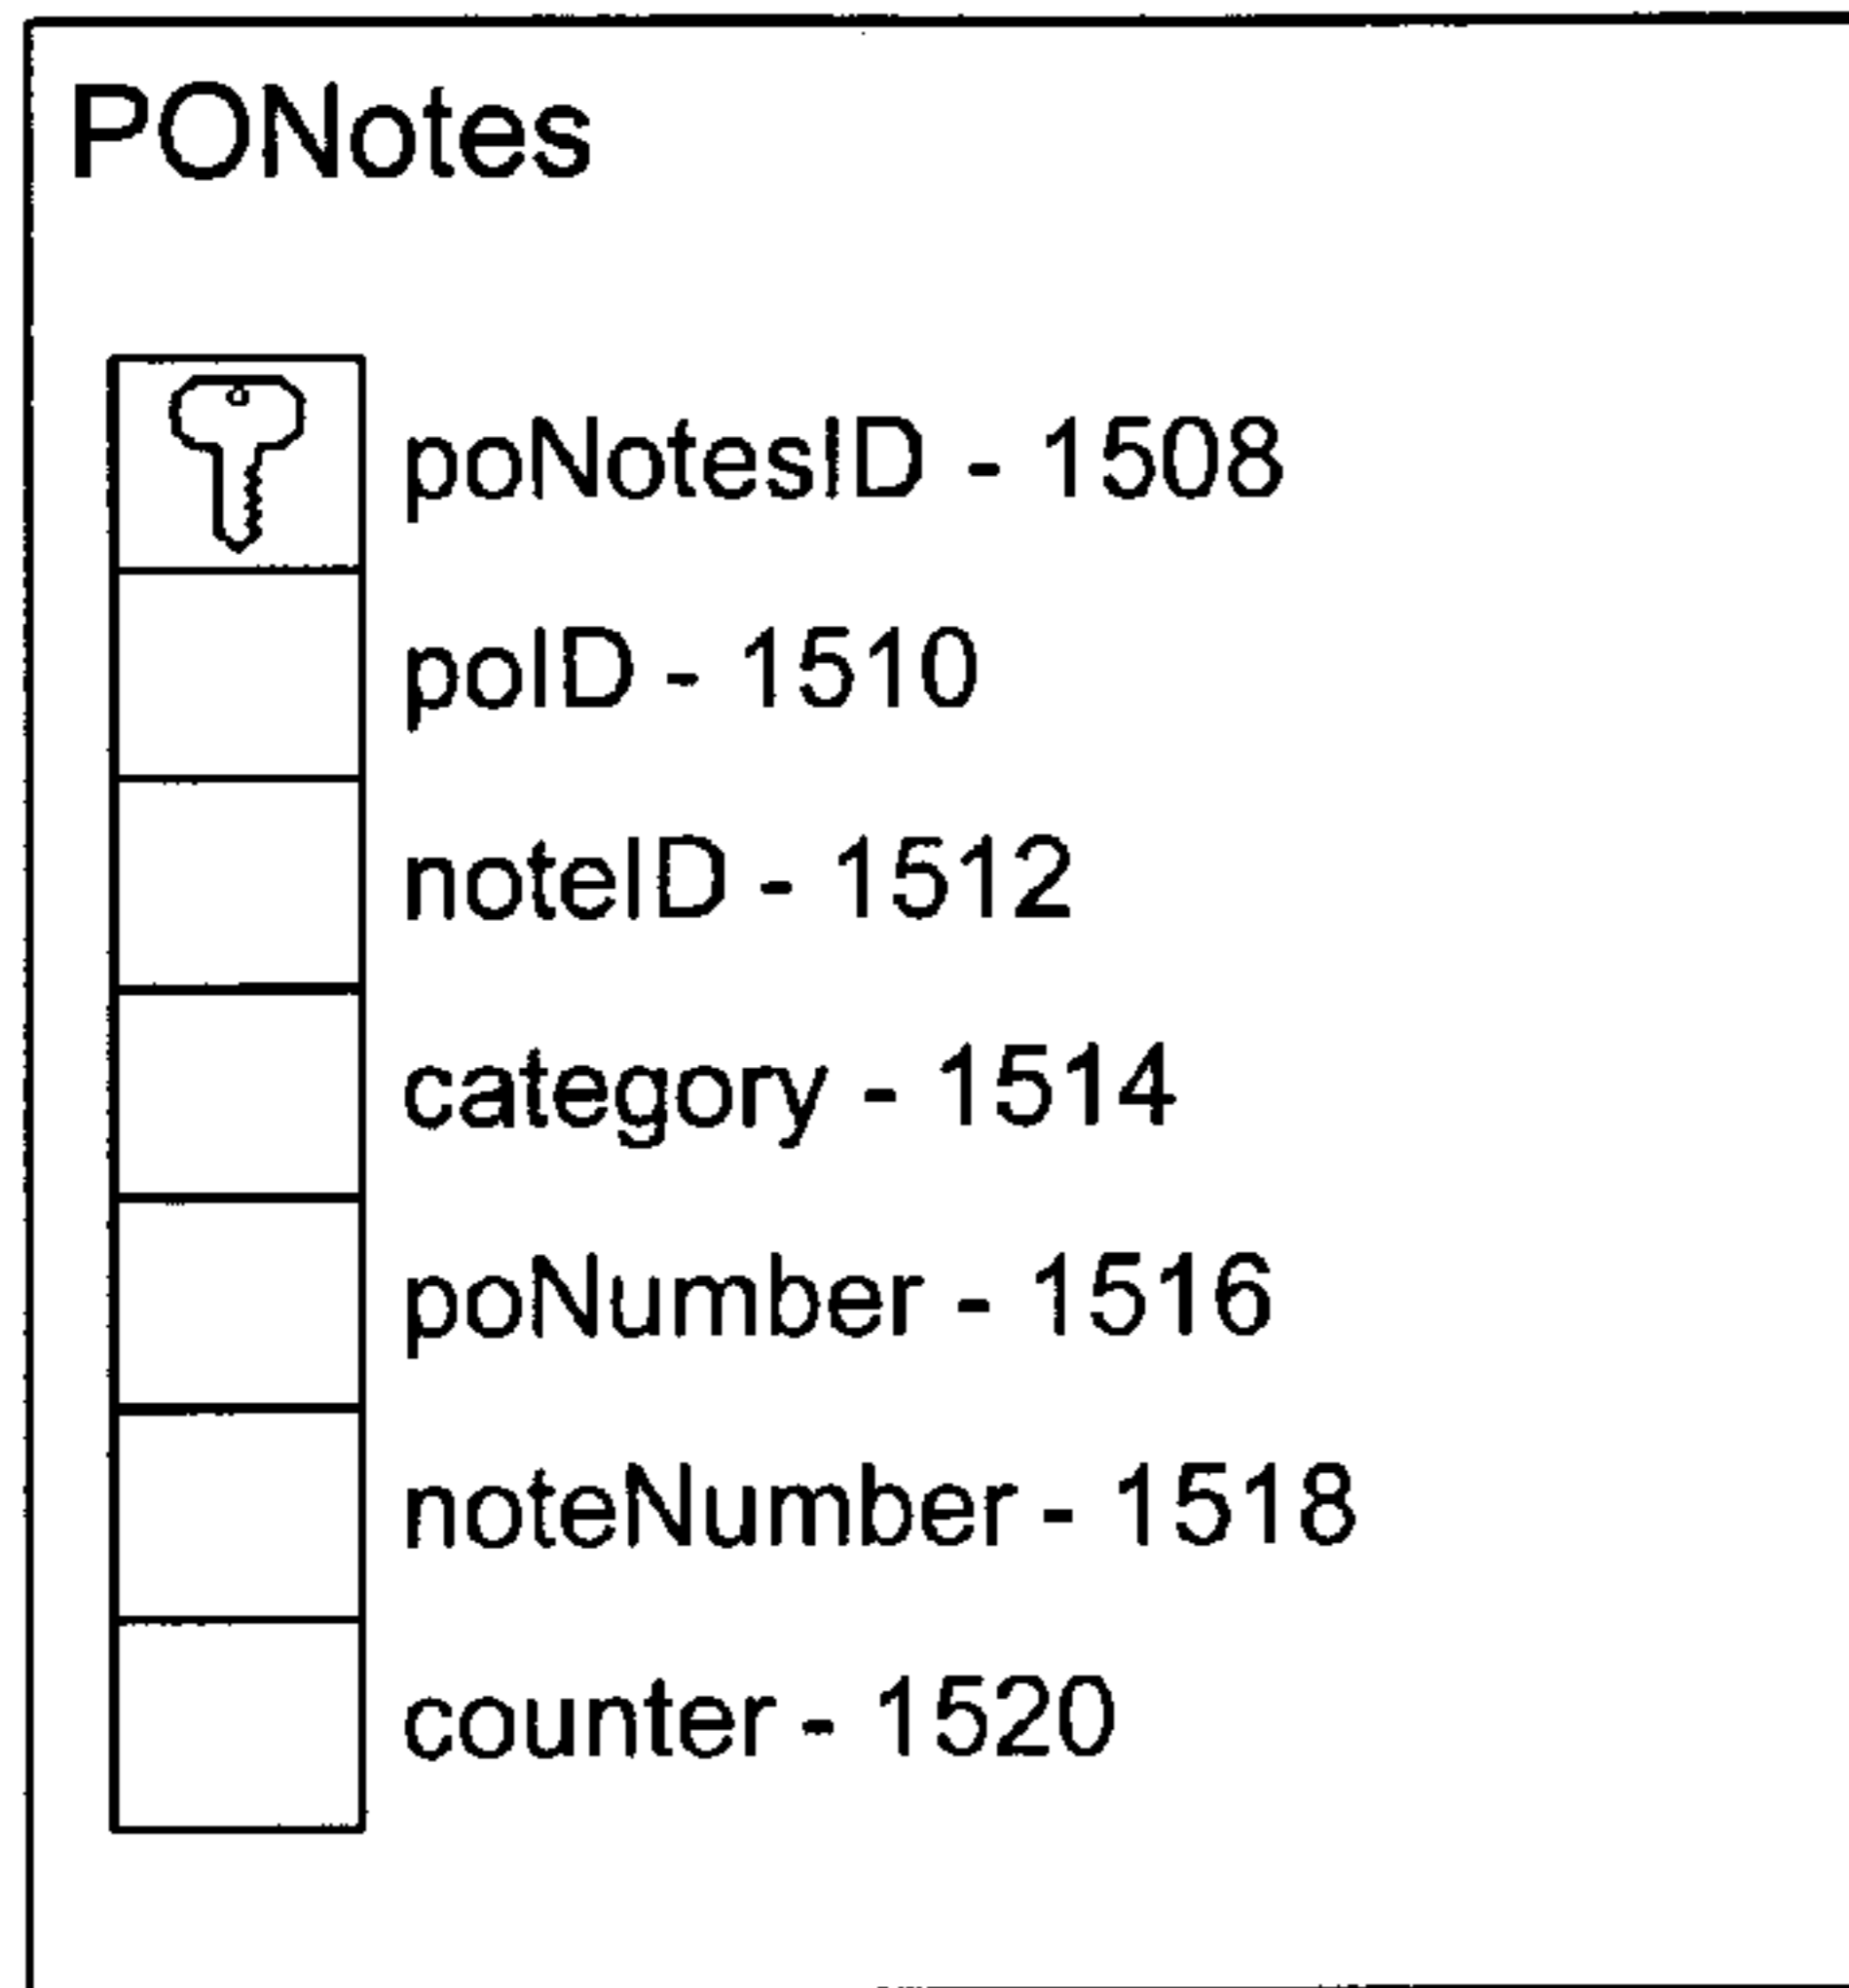 PONotes
poNotesID - 1508
poID - 1510
noteID - 1512
category - 1514
poNumber - 1516
noteNumber - 1518
counter - 1520